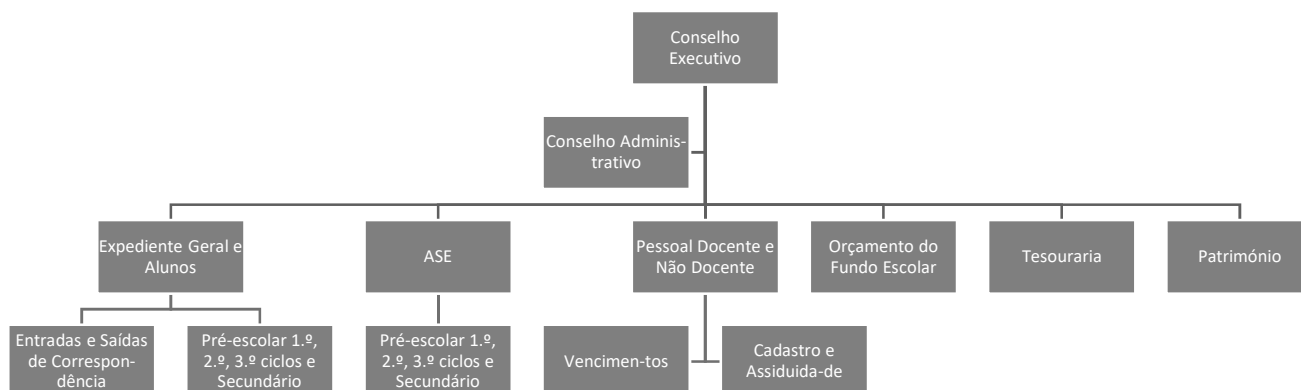 Conselho
Executivo
Conselho Adminis-
trativo
Expediente Geral e
Alunos
ASE
Pessoal Docente e
Não Docente
Orçamento do
Fundo Escolar
Tesouraria
Património
Entradas e Saídas
de Correspon-
dência
Pré-escolar 1.º,
2.º, 3.º ciclos e
Secundário
Pré-escolar 1.º,
2.º, 3.º ciclos e
Secundário
Vencimen-tos
Cadastro e
Assiduida-de